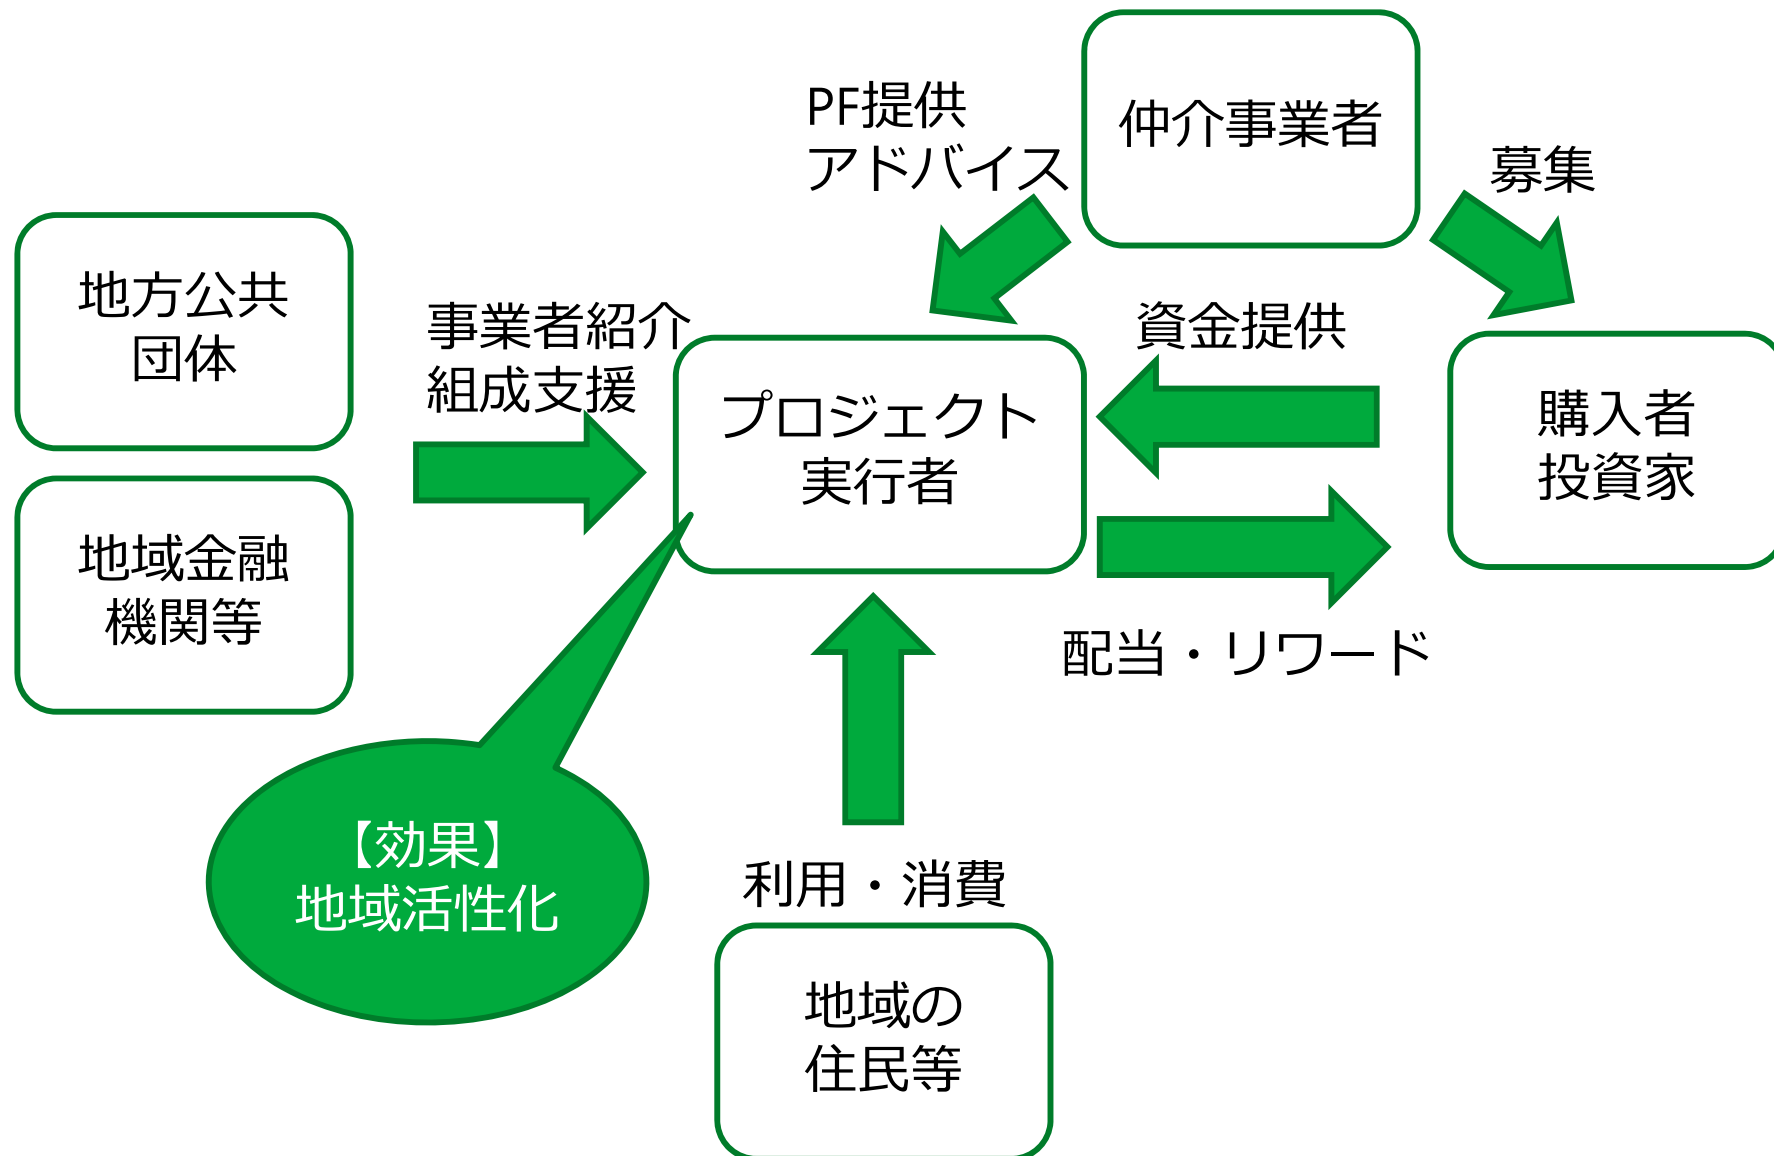 仲介事業者
PF提供
アドバイス
募集
地方公共
団体
事業者紹介
組成支援
資金提供
プロジェクト
実行者
購入者
投資家
地域金融
機関等
配当・リワード
【効果】
地域活性化
利用・消費
地域の
住民等